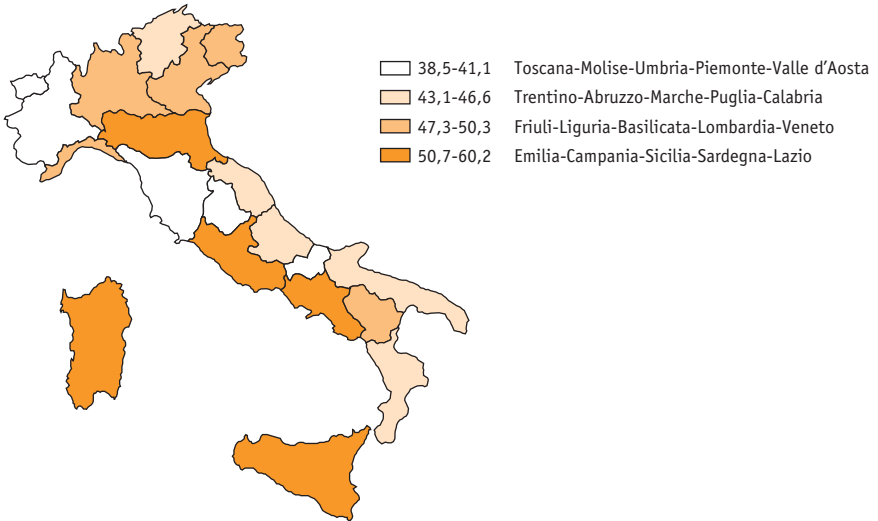 38,5-41,1 Toscana-Molise-Umbria-Piemonte-Valle d'Aosta
43,1-46,6 Trentino-Abruzzo-Marche-Puglia-Calabria
47,3-50,3 Friuli-Liguria-Basilicata-Lombardia-Veneto
50,7-60,2 Emilia-Campania-Sicilia-Sardegna-Lazio